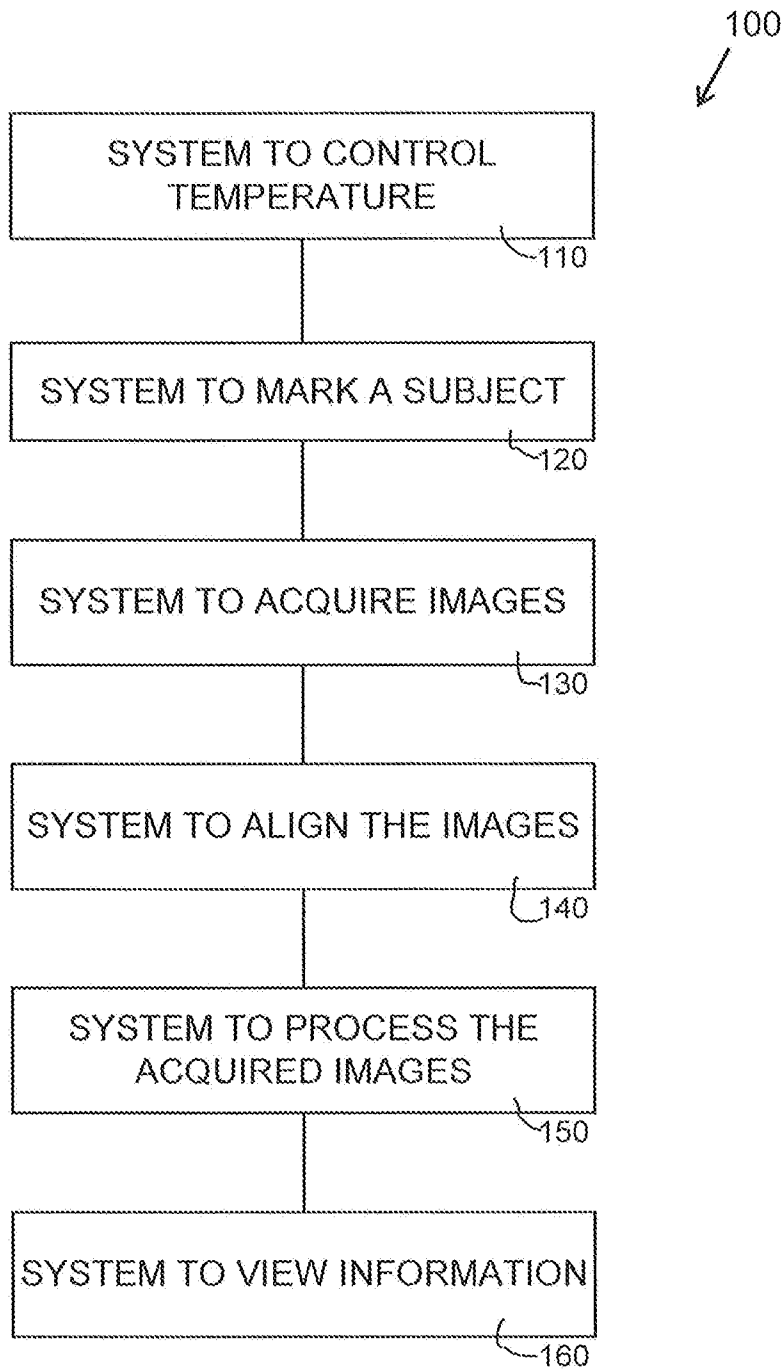 100
SYSTEM TO CONTROL
TEMPERATURE
110
SYSTEM TO MARK A SUBJECT
120
SYSTEM TO ACQUIRE IMAGES
130
SYSTEM TO ALIGN THE IMAGES
140
SYSTEM TO PROCESS THE
ACQUIRED IMAGES
150
SYSTEM TO VIEW INFORMATION
160